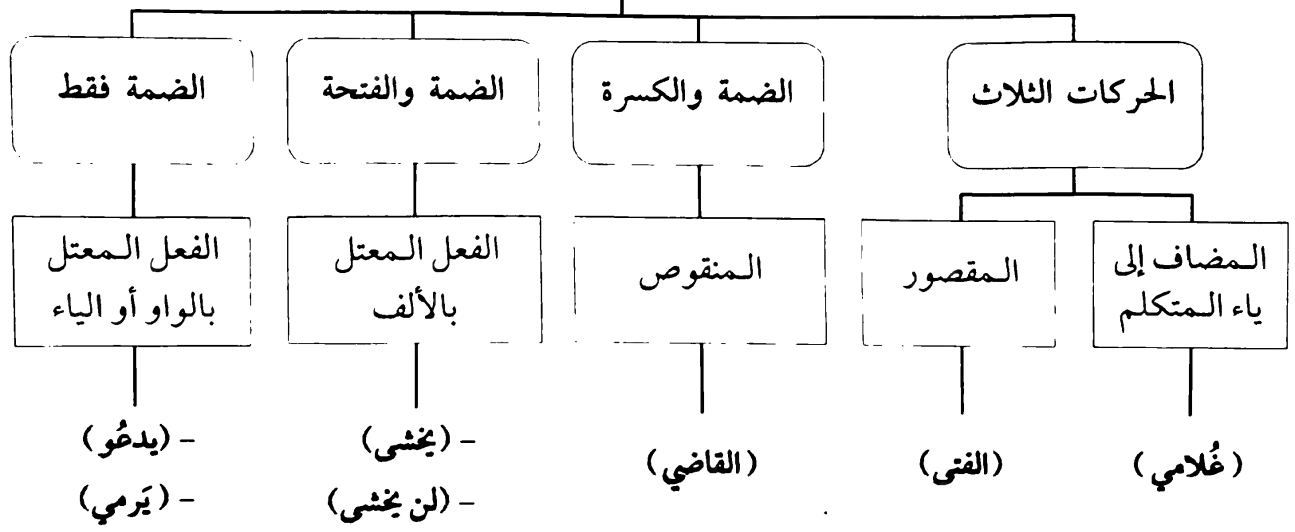 الحركات الثلاث
الضمة والكسرة
الضمة والفتحة
الضمة فقط
المضاف إلى
ياء المتكلم
المقصور
المنقوص
الفعل المعتل
بالألف
الفعل المعتل
بالواو أو الياء
(غُلامي)
(الفتى)
(القاضي)
– (يخشى)
– (لن يخشى)
– (يدعُو)
– (يَرمي)